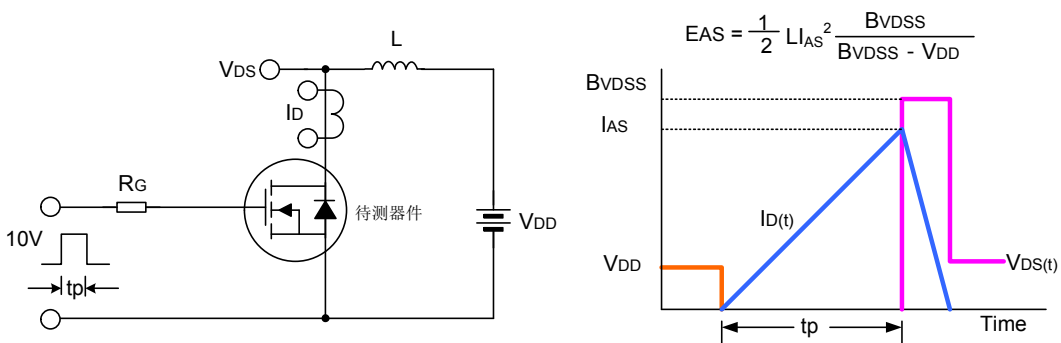 VDS
L
ID
RG
10V
tp
待测器件
VDD
EAS = 1/2 LIAS² BVDSS/(BVDSS - VDD)
BVDSS
IAS
ID(t)
VDD
VDS(t)
tp
Time